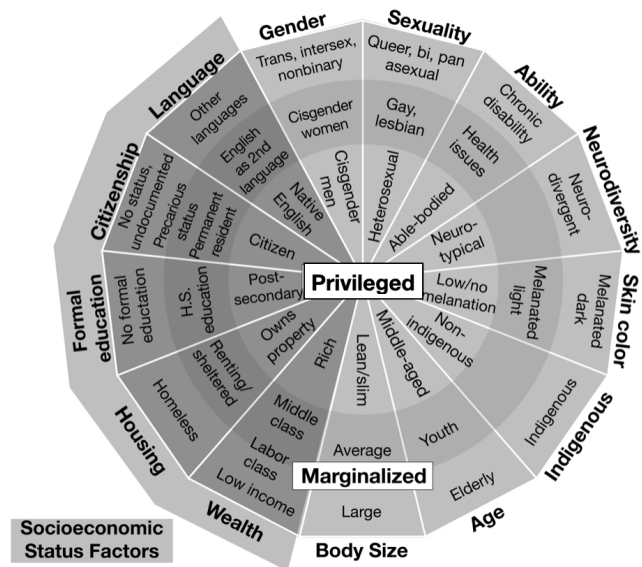 Gender
Trans, intersex,
nonbinary
Cisgender
women
Cisgender
men
Sexuality
Queer, bi, pan
asexual
Gay,
lesbian
Heterosexual
Ability
Chronic
disability
Health
issues
Able-bodied
Neurodiversity
Neuro-
divergent
Neuro-
typical
Skin color
Melanated
dark
Melanated
light
Low/no
melanation
Indigenous
Indigenous
Non-
indigenous
Age
Elderly
Youth
Middle-aged
Body Size
Large
Average
Lean/slim
Wealth
Low income
Labor
class
Middle
class
Rich
Housing
Homeless
Renting/
sheltered
Owns
property
Formal
education
No formal
eductation
H.S.
education
Post-
secondary
Citizenship
No status,
undocumented
Precarious
status
Permanent
resident
Citizen
Language
Other
languages
English
as 2nd
language
Native
English
Privileged
Marginalized
Socioeconomic
Status Factors